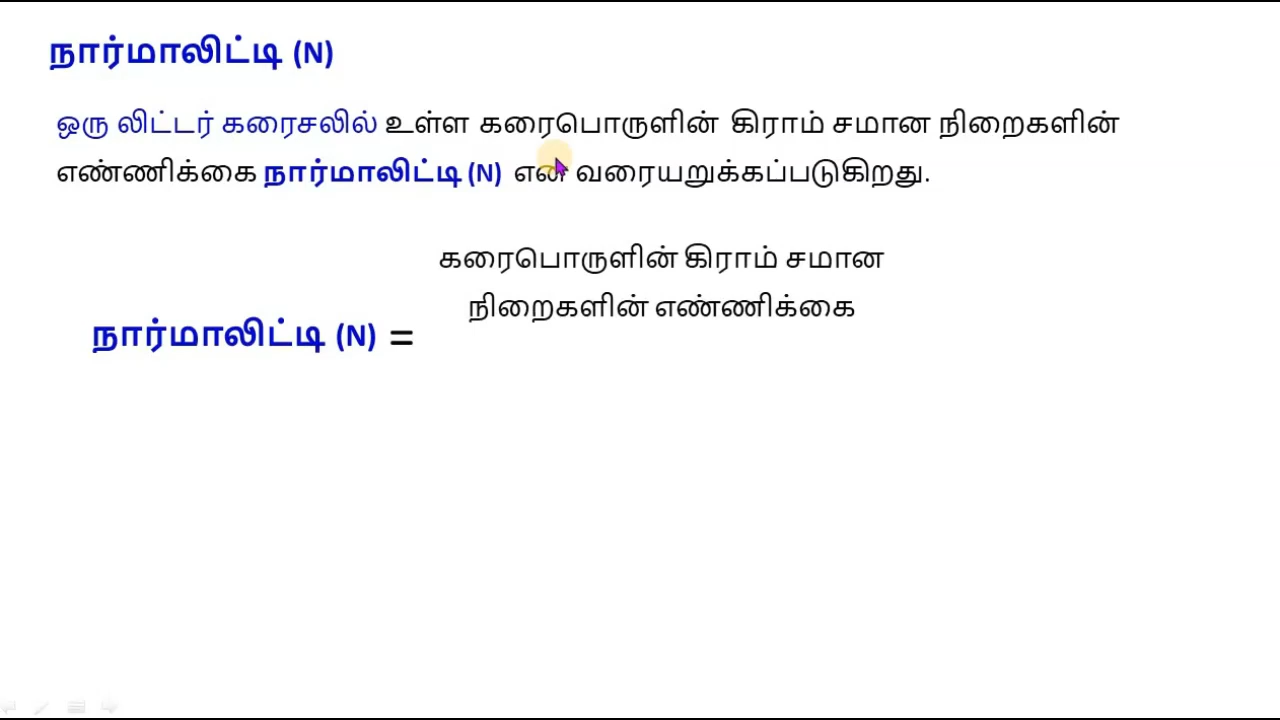 நார்மாலிட்டி (N)
ஒரு லிட்டர் கரைசலில் உள்ள கரைபொருளின் கிராம் சமான நிறைகளின்
எண்ணிக்கை நார்மாலிட்டி (N) என வரையறுக்கப்படுகிறது.
கரைபொருளின் கிராம் சமான
நிறைகளின் எண்ணிக்கை
நார்மாலிட்டி (N) =